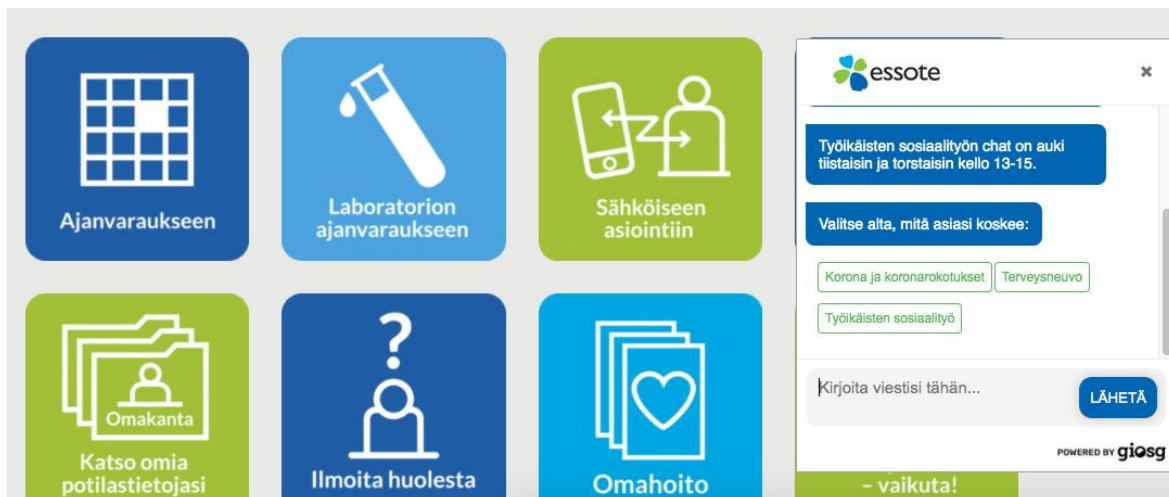 Ajanvaraukseen
Laboratorion
ajanvaraukseen
Sähköiseen
asiointiin
Omakanta
Katso omia
potilastietojasi
?
Ilmoita huolesta
Omahoito
– vaikuta!
essote
×
Työikäisten sosiaalityön chat on auki
tiistaisin ja torstaisin kello 13-15.
Valitse alta, mitä asiasi koskee:
Korona ja koronarokotukset
Terveysneuvo
Työikäisten sosiaalityö
Kirjoita viestisi tähän...
LÄHETÄ
POWERED BY giosg